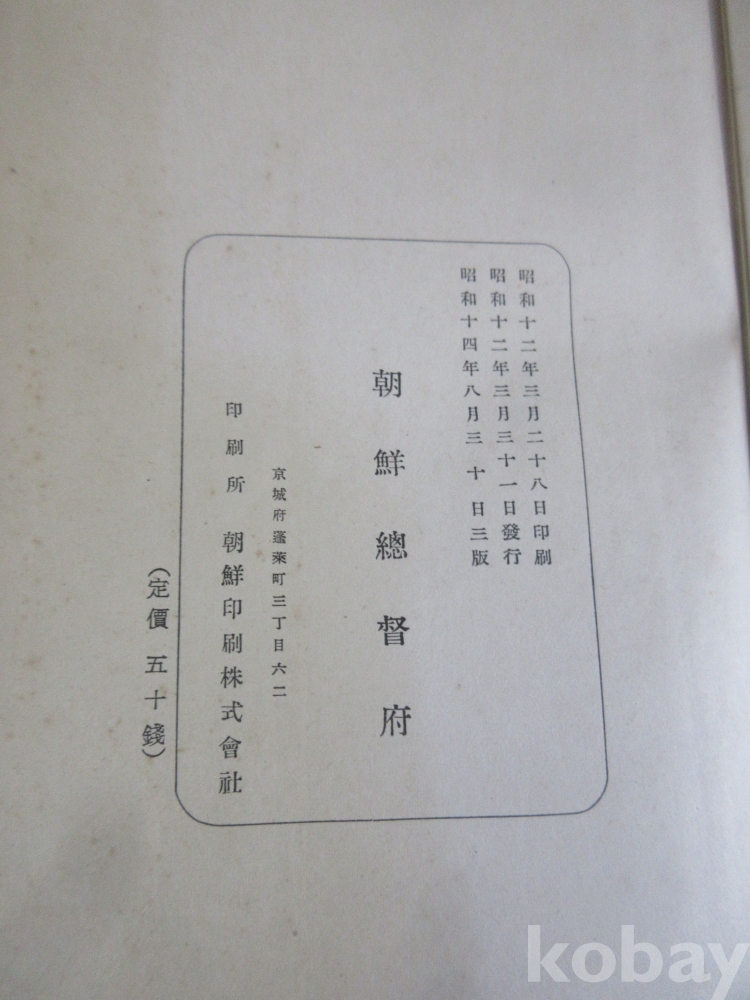 昭和十二年三月二十八日印刷
昭和十二年三月三十一日發行
昭和十四年八月三十日三版
朝鮮總督府
京城府蓬萊町三丁目六二
印刷所 朝鮮印刷株式會社
(定價 五十錢)
kobay